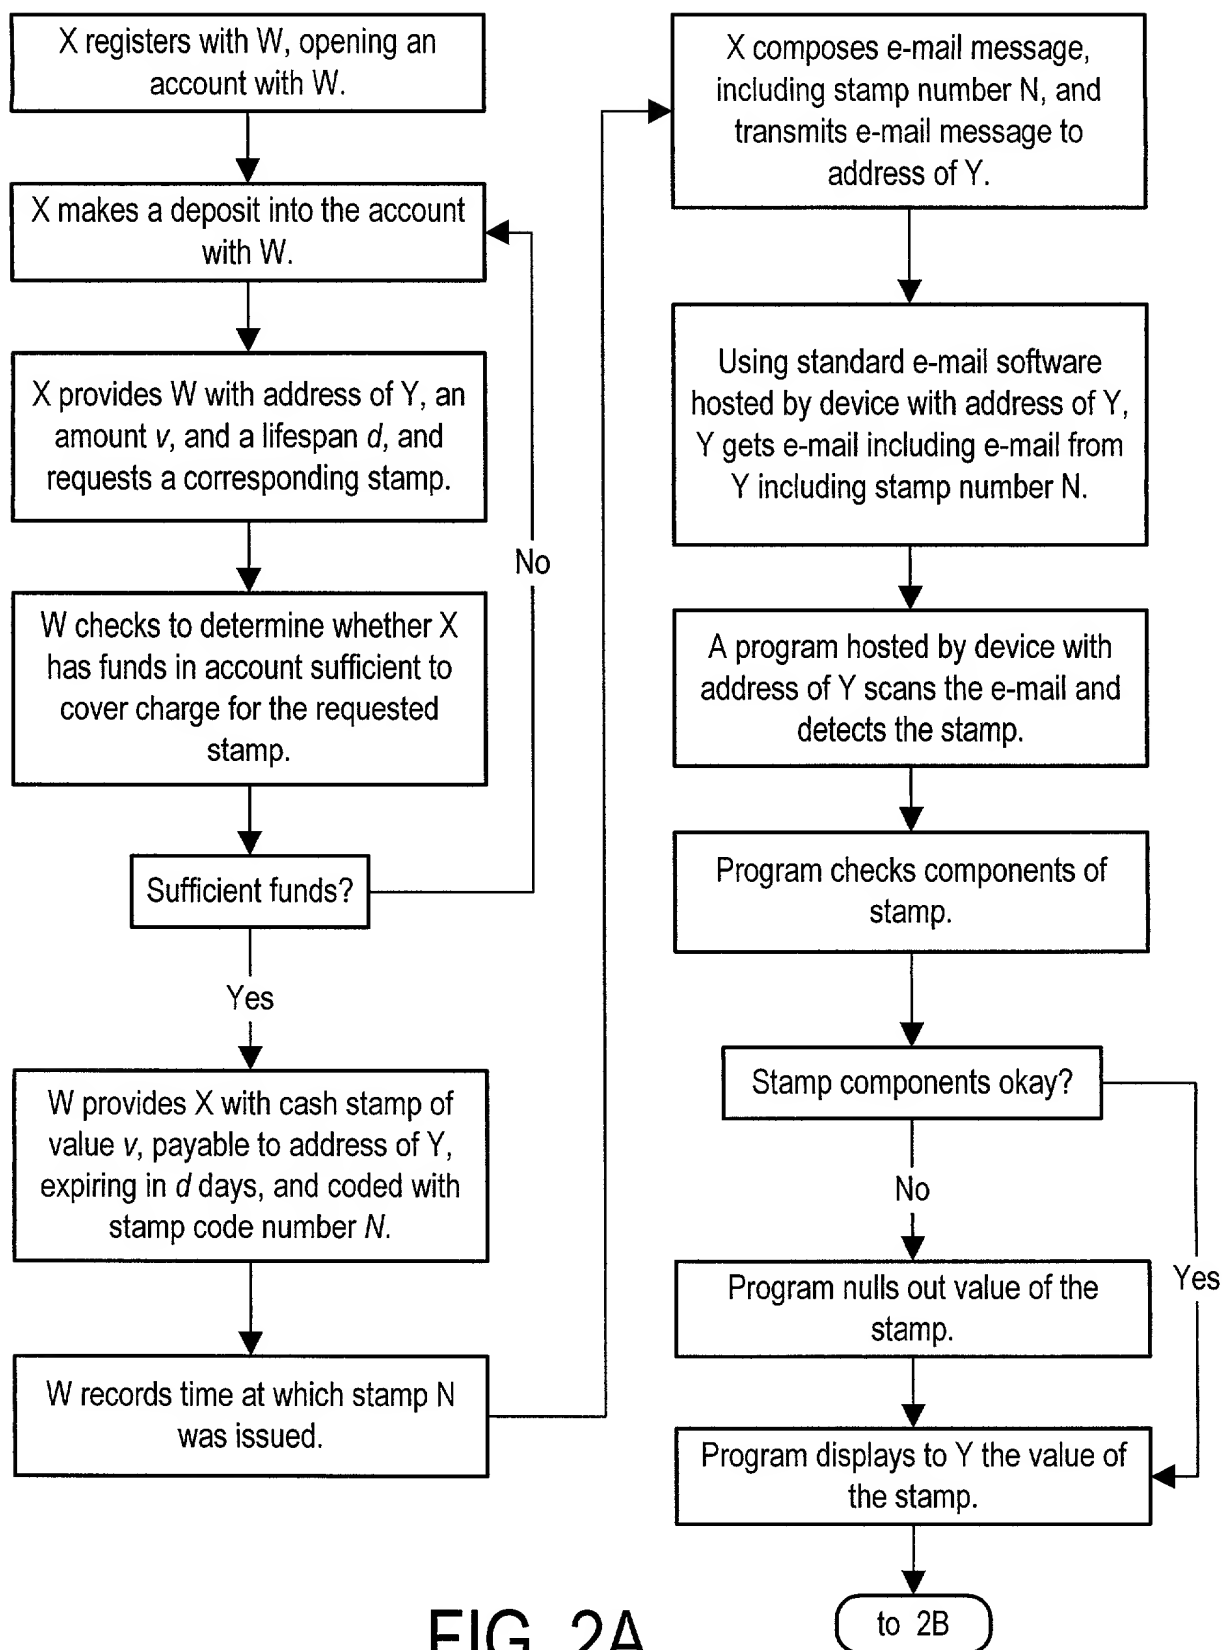 X registers with W, opening an
account with W.
X makes a deposit into the account
with W.
X provides W with address of Y, an
amount v, and a lifespan d, and
requests a corresponding stamp.
No
W checks to determine whether X
has funds in account sufficient to
cover charge for the requested
stamp.
Sufficient funds?
Yes
W provides X with cash stamp of
value v, payable to address of Y,
expiring in d days, and coded with
stamp code number N.
W records time at which stamp N
was issued.
X composes e-mail message,
including stamp number N, and
transmits e-mail message to
address of Y.
Using standard e-mail software
hosted by device with address of Y,
Y gets e-mail including e-mail from
Y including stamp number N.
A program hosted by device with
address of Y scans the e-mail and
detects the stamp.
Program checks components of
stamp.
Stamp components okay?
No
Yes
Program nulls out value of the
stamp.
Program displays to Y the value of
the stamp.
to 2B
FIG. 2A